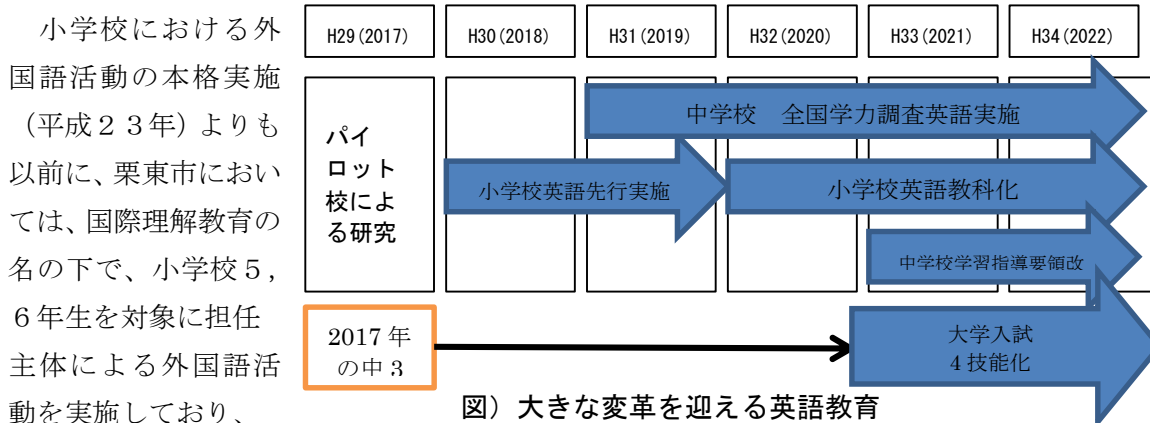 小学校における外
国語活動の本格実施
（平成２３年）よりも
以前に、栗東市におい
ては、国際理解教育の
名の下で、小学校５，
６年生を対象に担任
主体による外国語活
動を実施しており、
H29(2017)
H30(2018)
H31(2019)
H32(2020)
H33(2021)
H34(2022)
パイ
ロット
校によ
る研究
中学校　全国学力調査英語実施
小学校英語先行実施
小学校英語教科化
中学校学習指導要領改
2017 年
の中 3
大学入試
4 技能化
図）大きな変革を迎える英語教育